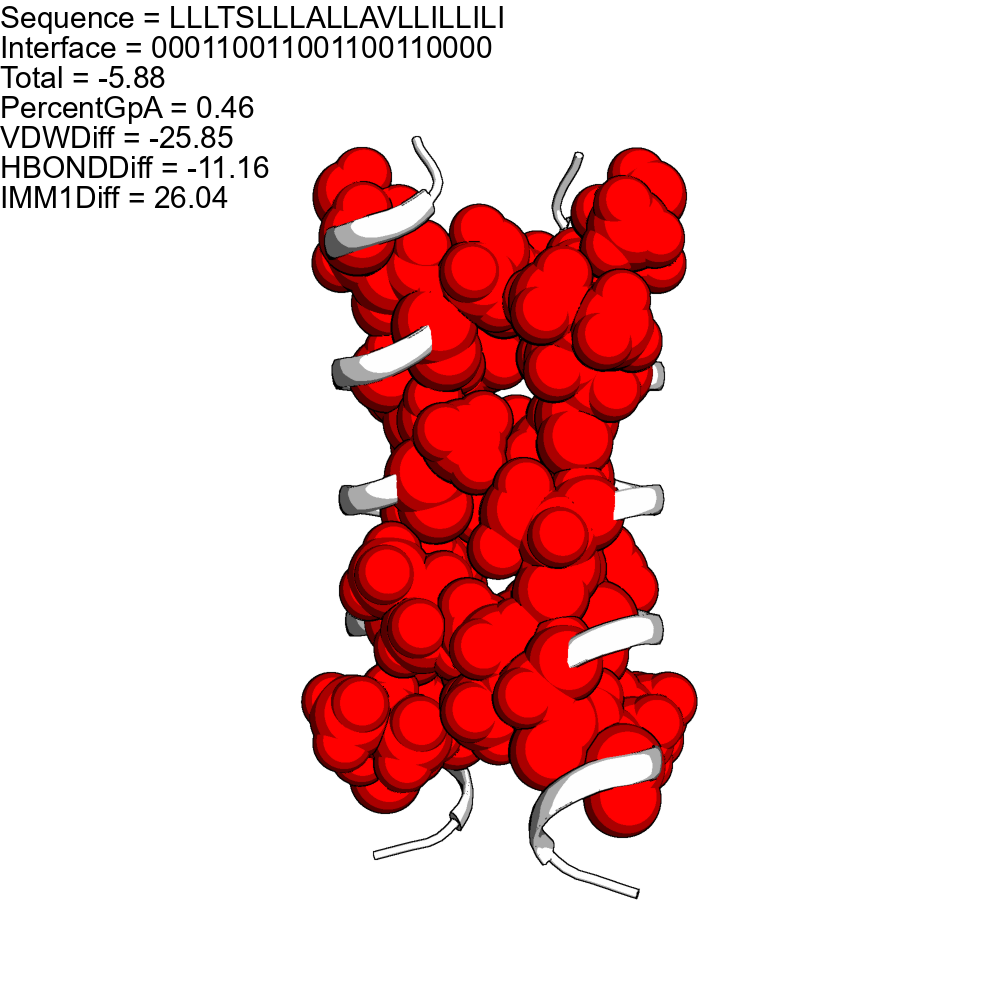 Sequence = LLLTSLLLALLAVLLILLILI
Interface = 000110011001100110000
Total = -5.88
PercentGpA = 0.46
VDWDiff = -25.85
HBONDDiff = -11.16
IMM1Diff = 26.04